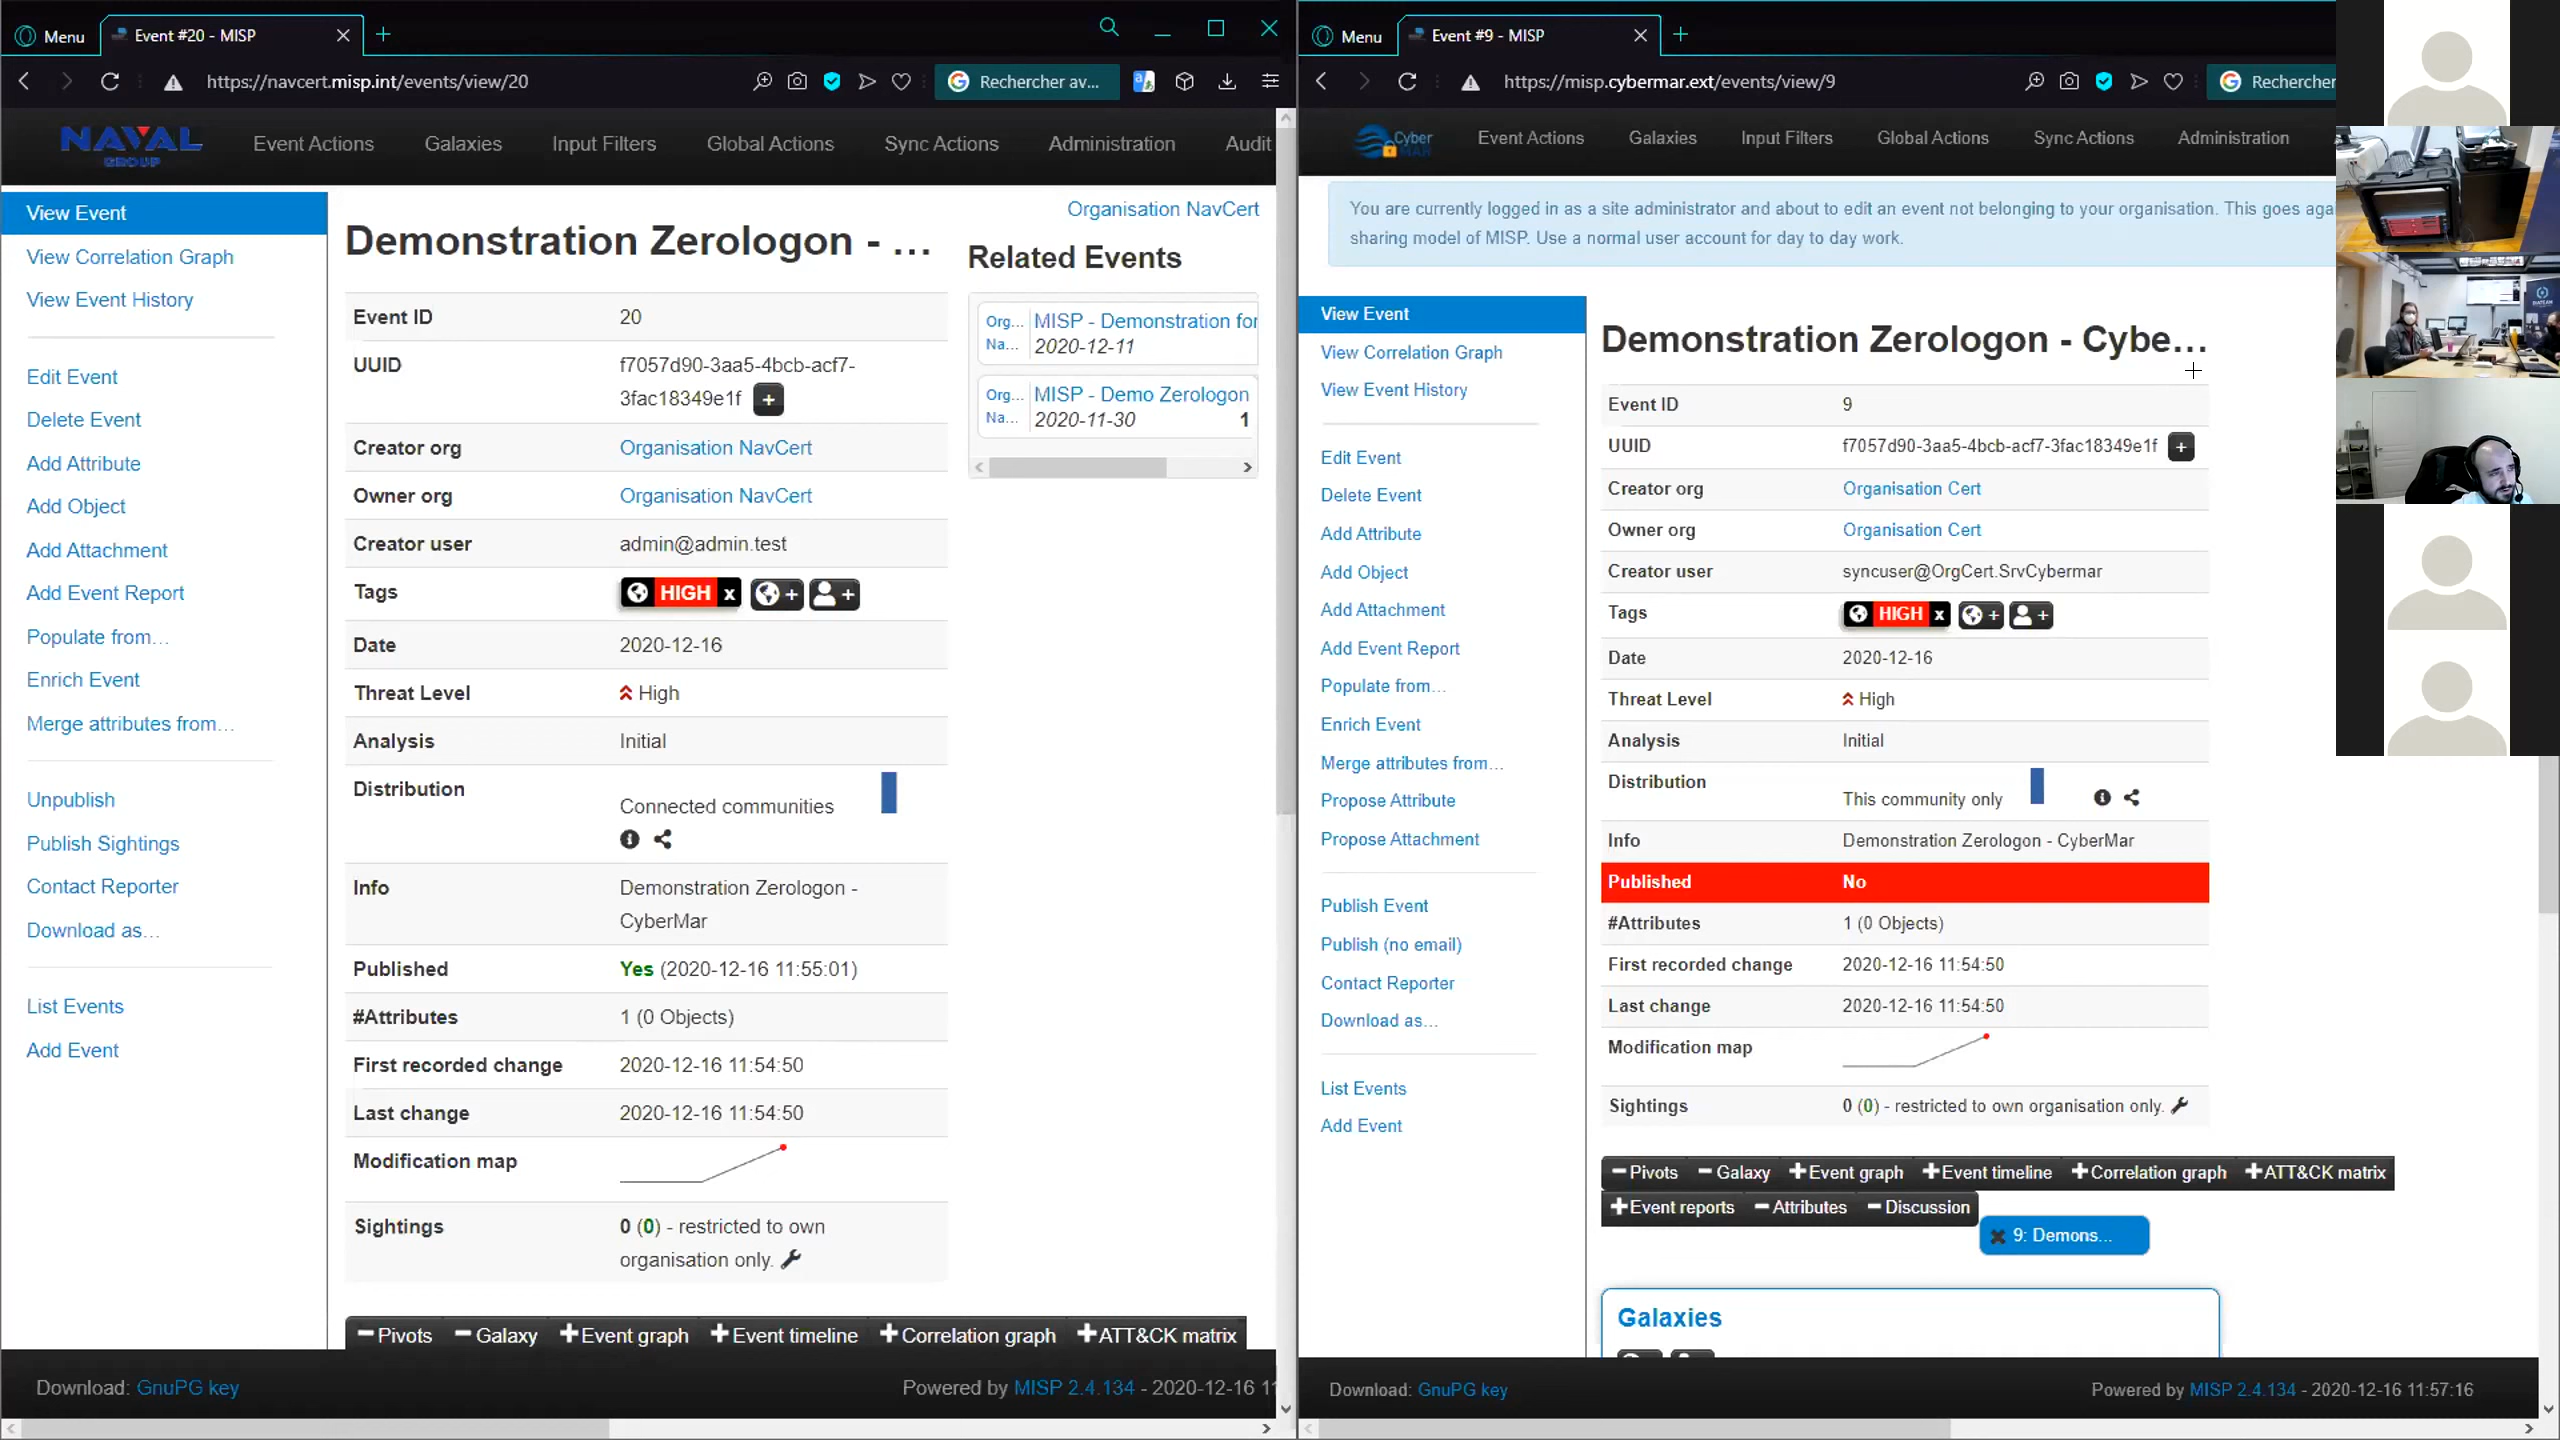 Menu
Event #20 - MISP
https://navcert.misp.int/events/view/20
Rechercher av...
NAVAL
GROUP
Event Actions
Galaxies
Input Filters
Global Actions
Sync Actions
Administration
Audit
View Event
View Correlation Graph
View Event History
Edit Event
Delete Event
Add Attribute
Add Object
Add Attachment
Add Event Report
Populate from...
Enrich Event
Merge attributes from...
Unpublish
Publish Sightings
Contact Reporter
Download as...
List Events
Add Event
Organisation NavCert
Demonstration Zerologon - ...
Event ID 20
UUID f7057d90-3aa5-4bcb-acf7-
3fac18349e1f +
Creator org Organisation NavCert
Owner org Organisation NavCert
Creator user admin@admin.test
Tags HIGH x + +
Date 2020-12-16
Threat Level High
Analysis Initial
Distribution
Connected communities
Info Demonstration Zerologon -
CyberMar
Published Yes (2020-12-16 11:55:01)
#Attributes 1 (0 Objects)
First recorded change 2020-12-16 11:54:50
Last change 2020-12-16 11:54:50
Modification map
Sightings 0 (0) - restricted to own
organisation only.
Related Events
Org... MISP - Demonstration for
Na... 2020-12-11
Org... MISP - Demo Zerologon
Na... 2020-11-30 1
Pivots Galaxy Event graph Event timeline Correlation graph ATT&CK matrix
Download: GnuPG key
Powered by MISP 2.4.134 - 2020-12-16 11
Menu
Event #9 - MISP
https://misp.cybermar.ext/events/view/9
Rechercher
Cyber
MAR
Event Actions
Galaxies
Input Filters
Global Actions
Sync Actions
Administration
You are currently logged in as a site administrator and about to edit an event not belonging to your organisation. This goes aga
sharing model of MISP. Use a normal user account for day to day work.
View Event
View Correlation Graph
View Event History
Edit Event
Delete Event
Add Attribute
Add Object
Add Attachment
Add Event Report
Populate from...
Enrich Event
Merge attributes from...
Propose Attribute
Propose Attachment
Publish Event
Publish (no email)
Contact Reporter
Download as...
List Events
Add Event
Demonstration Zerologon - Cybe...
Event ID 9
UUID f7057d90-3aa5-4bcb-acf7-3fac18349e1f +
Creator org Organisation Cert
Owner org Organisation Cert
Creator user syncuser@OrgCert.SrvCybermar
Tags HIGH x + +
Date 2020-12-16
Threat Level High
Analysis Initial
Distribution
This community only
Info Demonstration Zerologon - CyberMar
Published No
#Attributes 1 (0 Objects)
First recorded change 2020-12-16 11:54:50
Last change 2020-12-16 11:54:50
Modification map
Sightings 0 (0) - restricted to own organisation only.
Pivots Galaxy Event graph Event timeline Correlation graph ATT&CK matrix
Event reports Attributes Discussion
9: Demons...
Galaxies
Download: GnuPG key
Powered by MISP 2.4.134 - 2020-12-16 11:57:16